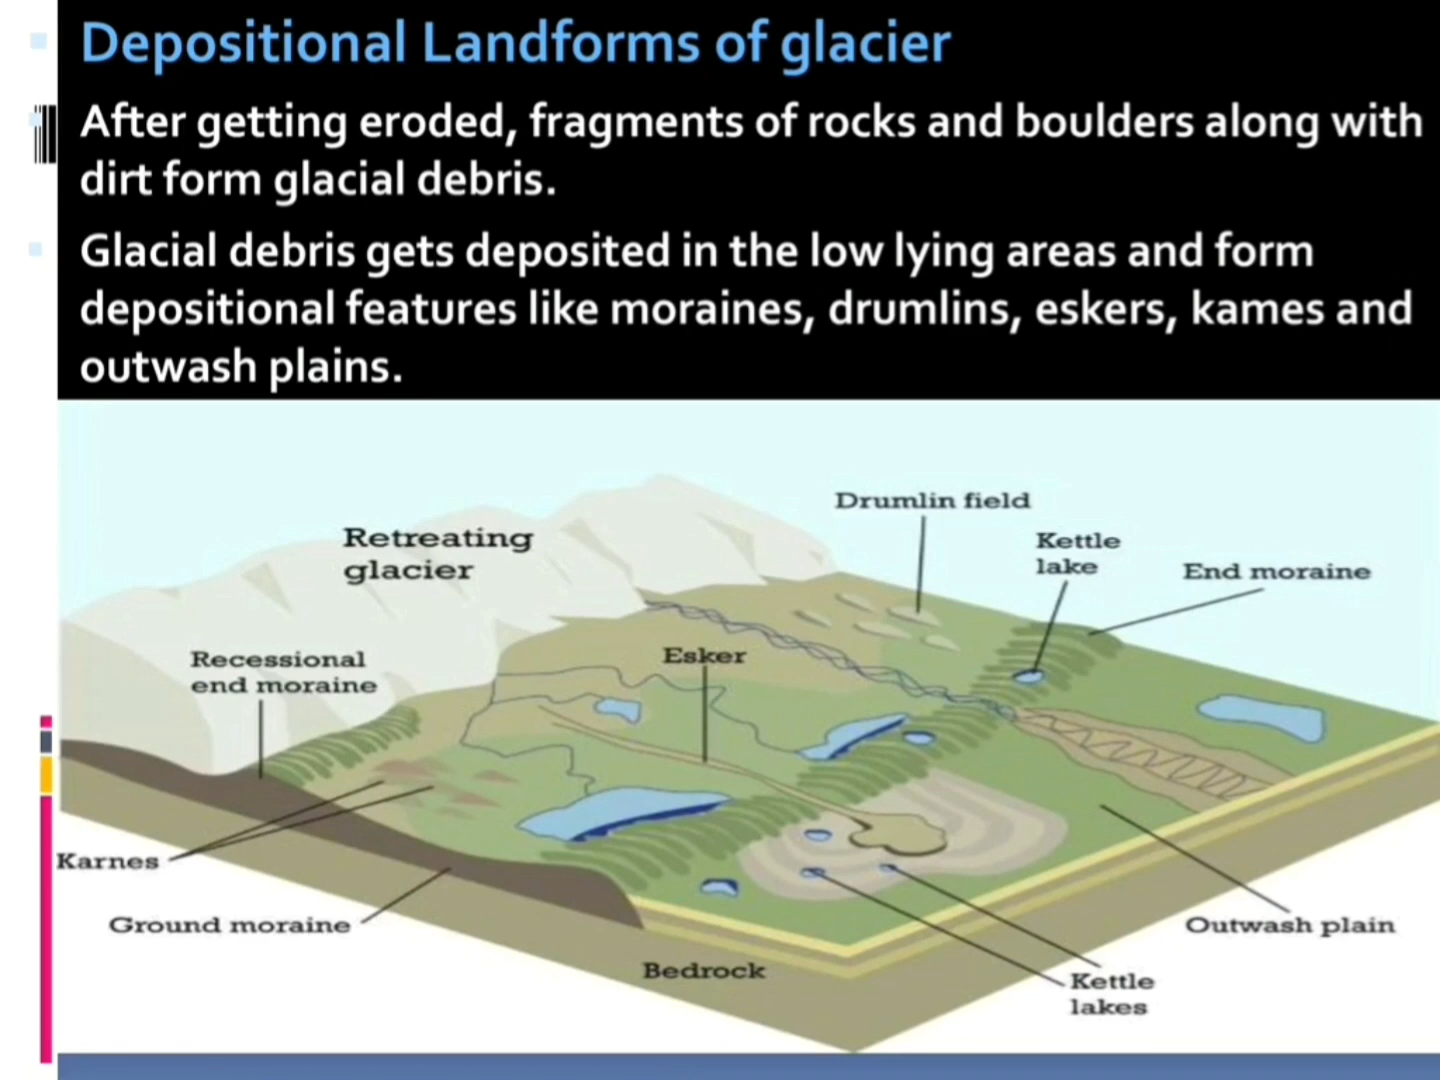 Depositional Landforms of glacier
After getting eroded, fragments of rocks and boulders along with
dirt form glacial debris.
Glacial debris gets deposited in the low lying areas and form
depositional features like moraines, drumlins, eskers, kames and
outwash plains.
Drumlin field
Retreating
glacier
Kettle
lake
End moraine
Recessional
end moraine
Esker
Karnes
Ground moraine
Outwash plain
Bedrock
Kettle
lakes